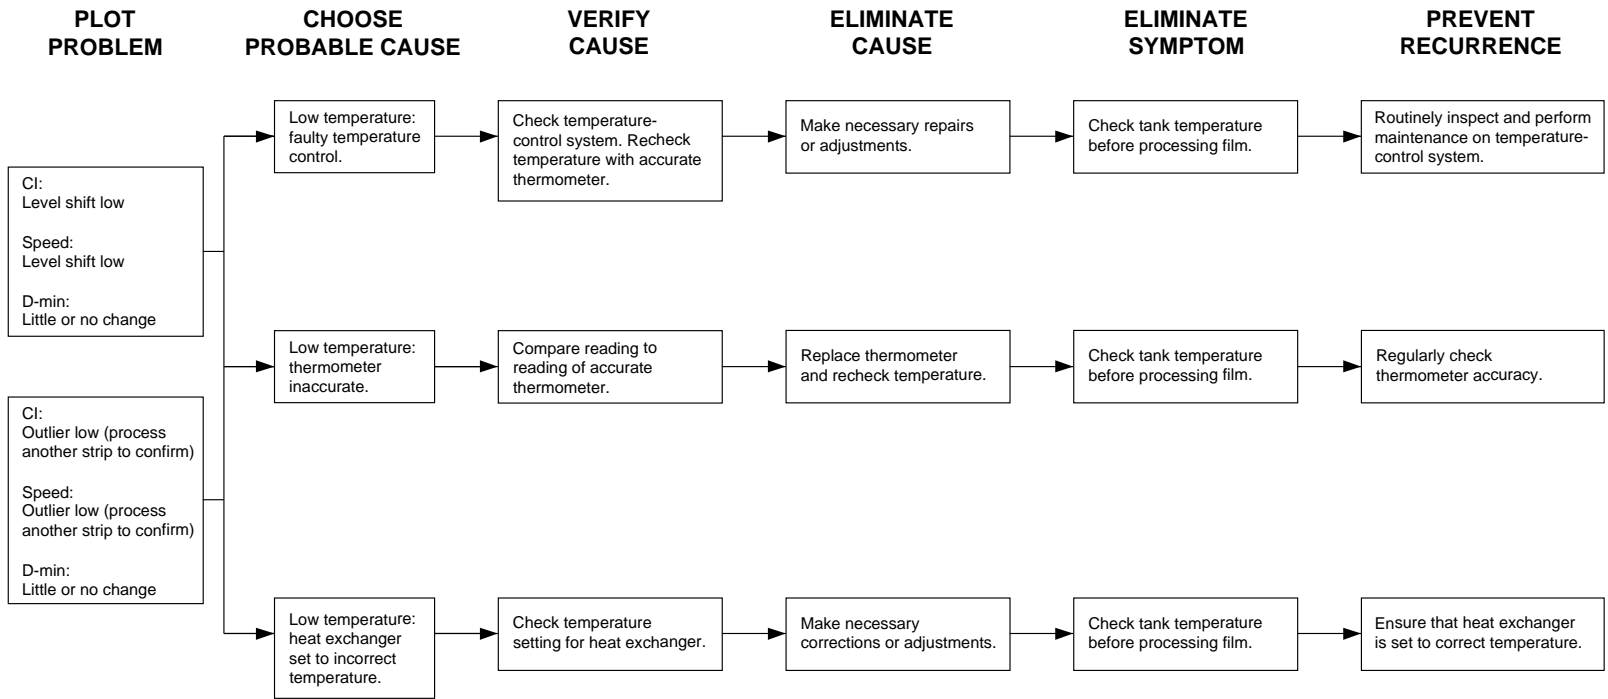 PLOT
PROBLEM
CHOOSE
PROBABLE CAUSE
VERIFY
CAUSE
ELIMINATE
CAUSE
ELIMINATE
SYMPTOM
PREVENT
RECURRENCE
CI:
Level shift low
Speed:
Level shift low
D-min:
Little or no change
CI:
Outlier low (process
another strip to confirm)
Speed:
Outlier low (process
another strip to confirm)
D-min:
Little or no change
Low temperature:
faulty temperature
control.
Check temperature-
control system. Recheck
temperature with accurate
thermometer.
Make necessary repairs
or adjustments.
Check tank temperature
before processing film.
Routinely inspect and perform
maintenance on temperature-
control system.
Low temperature:
thermometer
inaccurate.
Compare reading to
reading of accurate
thermometer.
Replace thermometer
and recheck temperature.
Check tank temperature
before processing film.
Regularly check
thermometer accuracy.
Low temperature:
heat exchanger
set to incorrect
temperature.
Check temperature
setting for heat exchanger.
Make necessary
corrections or adjustments.
Check tank temperature
before processing film.
Ensure that heat exchanger
is set to correct temperature.